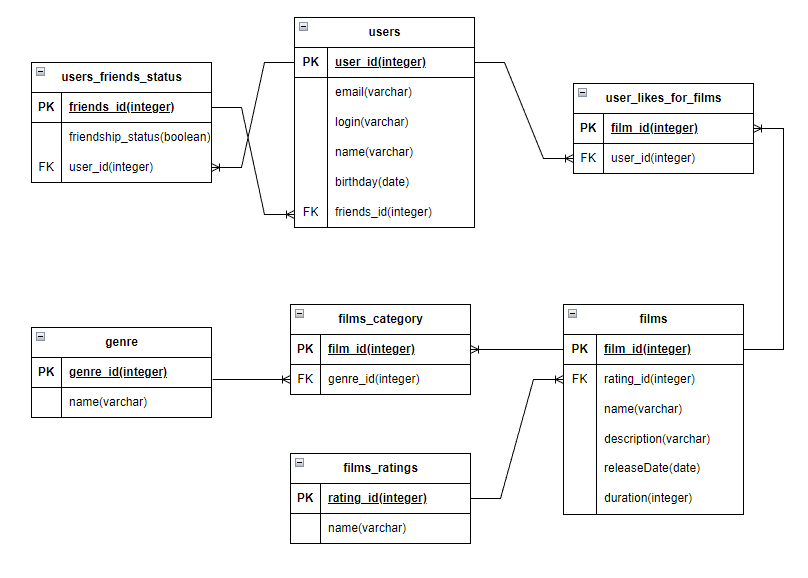 users
PK user_id(integer)
email(varchar)
login(varchar)
name(varchar)
birthday(date)
FK friends_id(integer)
users_friends_status
PK friends_id(integer)
friendship_status(boolean)
FK user_id(integer)
user_likes_for_films
PK film_id(integer)
FK user_id(integer)
genre
PK genre_id(integer)
name(varchar)
films_category
PK film_id(integer)
FK genre_id(integer)
films
PK film_id(integer)
FK rating_id(integer)
name(varchar)
description(varchar)
releaseDate(date)
duration(integer)
films_ratings
PK rating_id(integer)
name(varchar)